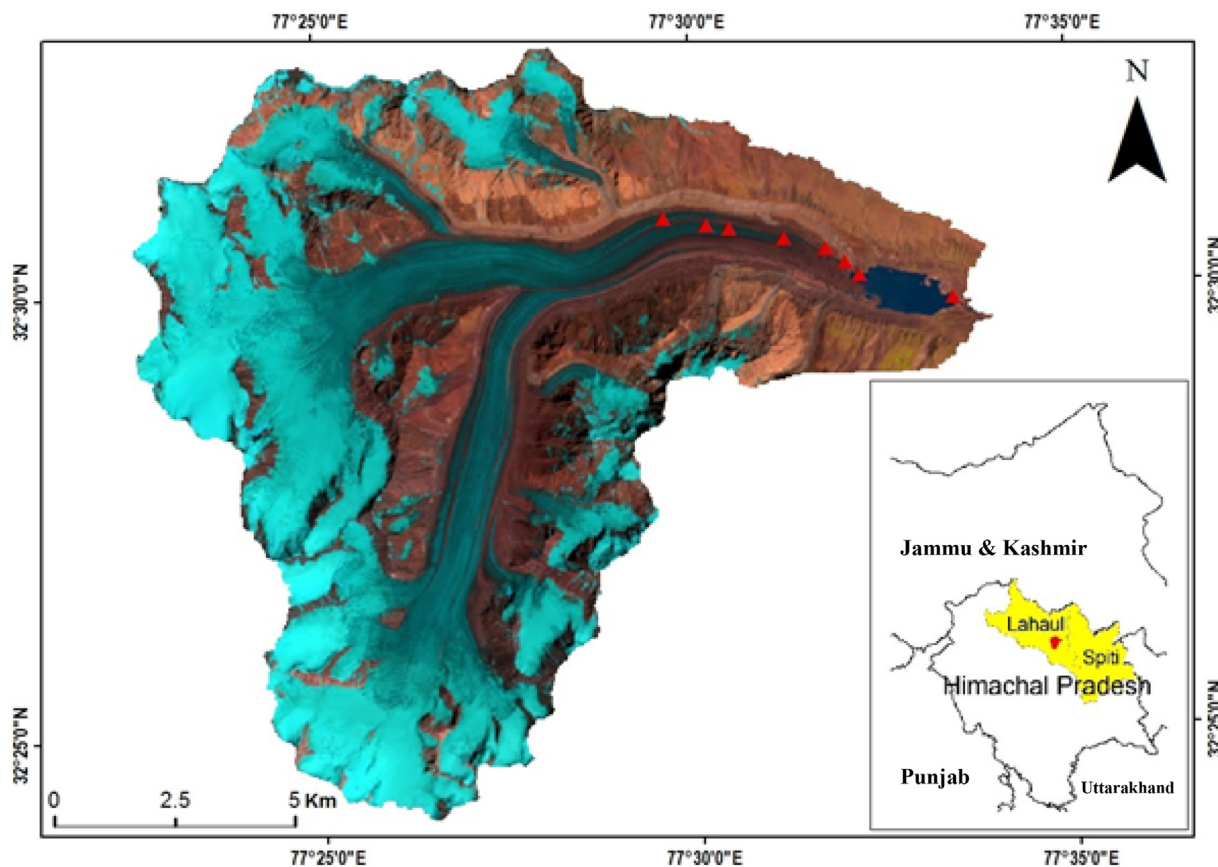 77°25'0"E 77°30'0"E 77°35'0"E
N
32°30'0"N
32°30'0"N
Jammu & Kashmir
Lahaul
Spiti
Himachal Pradesh
32°25'0"N
32°25'0"N
Punjab
Uttarakhand
0 2.5 5 Km
77°25'0"E 77°30'0"E 77°35'0"E